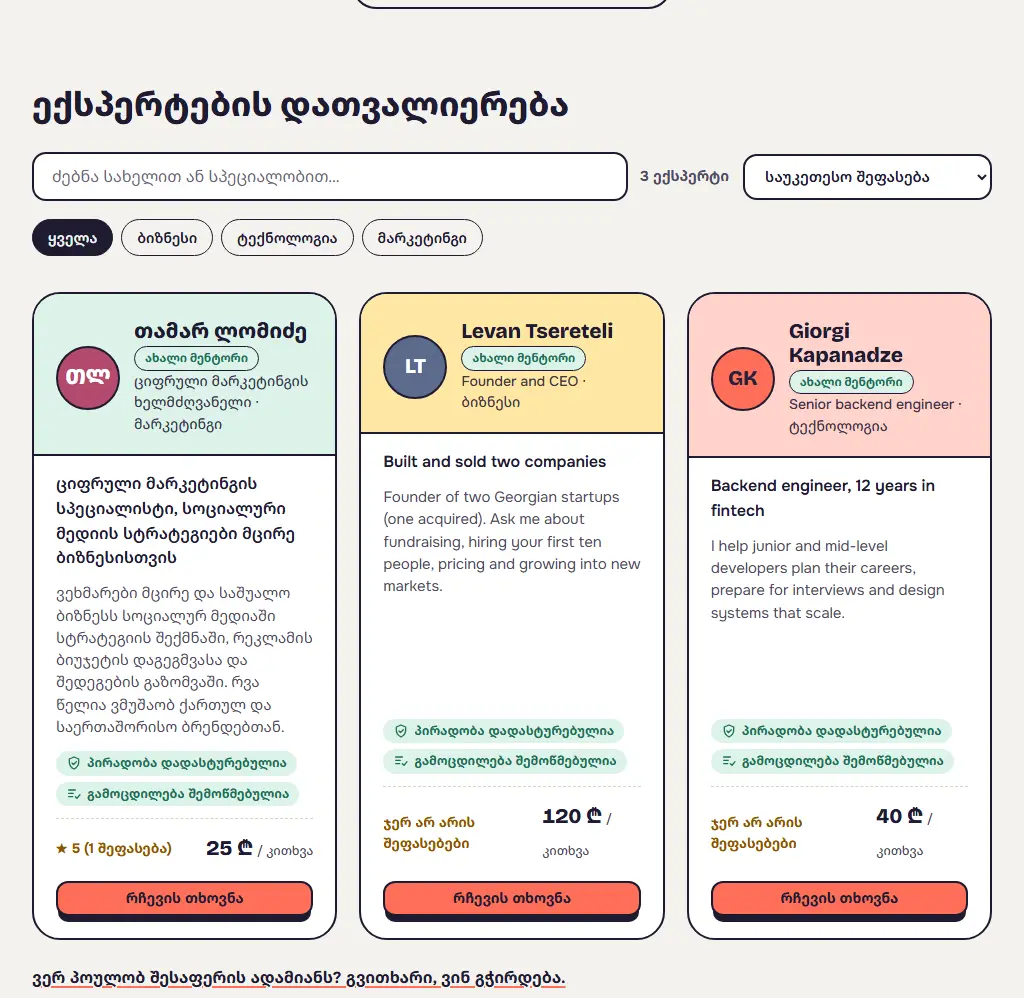 ექსპერტების დათვალიერება
ძებნა სახელით ან სპეციალობით...
3 ექსპერტი
საუკეთესო შეფასება
ყველა
ბიზნესი
ტექნოლოგია
მარკეტინგი
თლ
თამარ ლომიძე
ახალი მენტორი
ციფრული მარკეტინგის
ხელმძღვანელი ·
მარკეტინგი
ციფრული მარკეტინგის
სპეციალისტი, სოციალური
მედიის სტრატეგიები მცირე
ბიზნესისთვის
ვეხმარები მცირე და საშუალო
ბიზნესს სოციალურ მედიაში
სტრატეგიის შექმნაში, რეკლამის
ბიუჯეტის დაგეგმვასა და
შედეგების გაზომვაში. რვა
წელია ვმუშაობ ქართულ და
საერთაშორისო ბრენდებთან.
პირადობა დადასტურებულია
გამოცდილება შემოწმებულია
★ 5 (1 შეფასება)
25 ₾ / კითხვა
რჩევის თხოვნა
LT
Levan Tsereteli
ახალი მენტორი
Founder and CEO ·
ბიზნესი
Built and sold two companies
Founder of two Georgian startups
(one acquired). Ask me about
fundraising, hiring your first ten
people, pricing and growing into new
markets.
პირადობა დადასტურებულია
გამოცდილება შემოწმებულია
ჯერ არ არის
შეფასებები
120 ₾ /
კითხვა
რჩევის თხოვნა
GK
Giorgi
Kapanadze
ახალი მენტორი
Senior backend engineer ·
ტექნოლოგია
Backend engineer, 12 years in
fintech
I help junior and mid-level
developers plan their careers,
prepare for interviews and design
systems that scale.
პირადობა დადასტურებულია
გამოცდილება შემოწმებულია
ჯერ არ არის
შეფასებები
40 ₾ /
კითხვა
რჩევის თხოვნა
ვერ პოულობ შესაფერის ადამიანს? გვითხარი, ვინ გჭირდება.